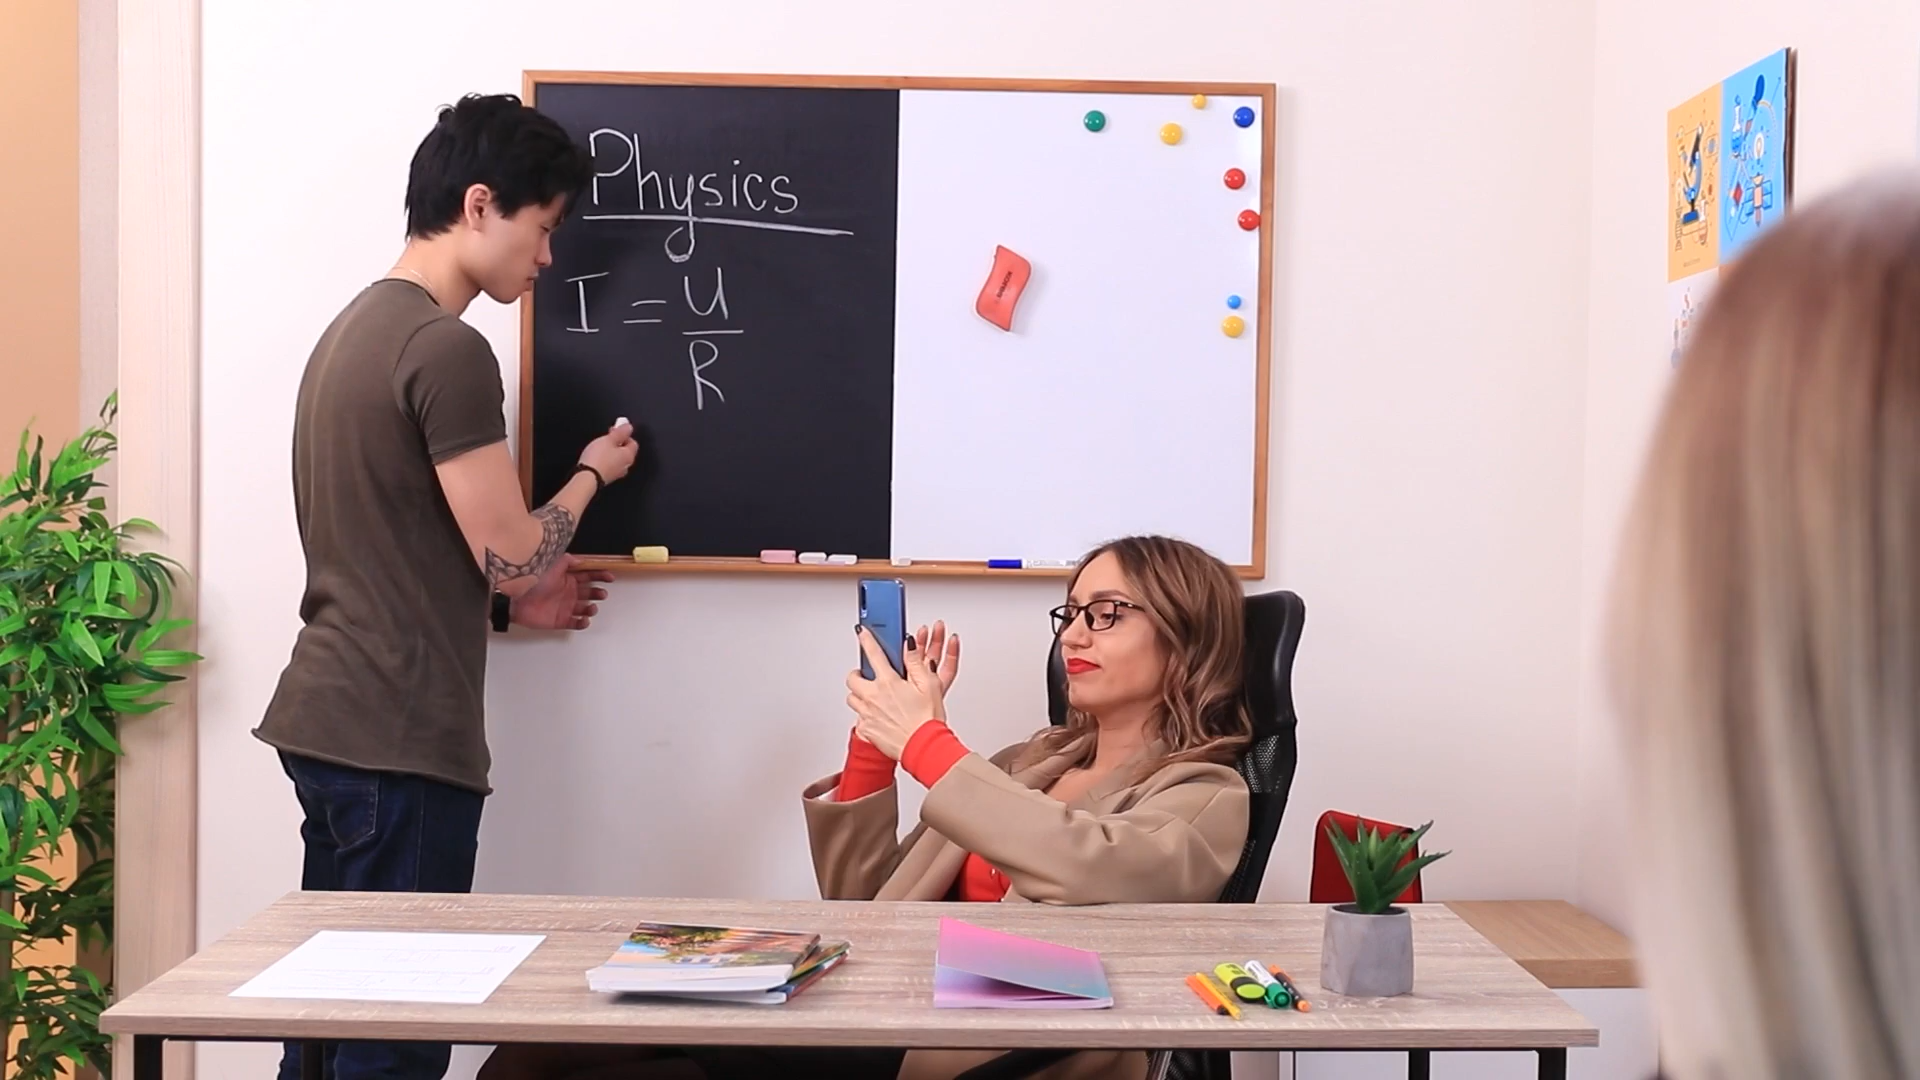 Physics
I = U
R